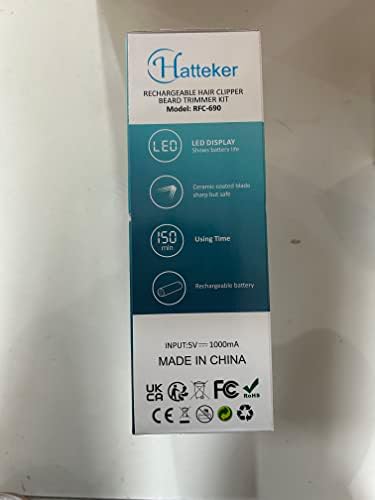 Hatteker
RECHARGEABLE HAIR CLIPPER
BEARD TRIMMER KIT
Model: RFC-690
LED
LED DISPLAY
Shows battery life
Ceramic coated blade
sharp but safe
150
min
Using Time
Rechargeable battery
INPUT:5V⎓1000mA
MADE IN CHINA
UK
CA
FC
RoHS
CE